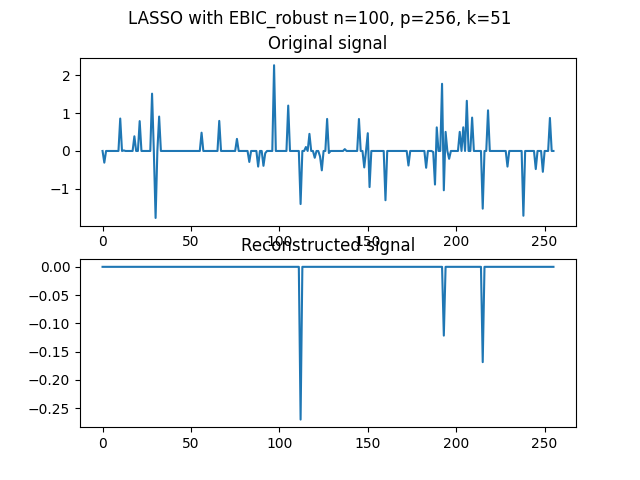 LASSO with EBIC_robust n=100, p=256, k=51
Original signal
2
1
0
−1
0 50 100 150 200 250
Reconstructed signal
0.00
−0.05
−0.10
−0.15
−0.20
−0.25
0 50 100 150 200 250